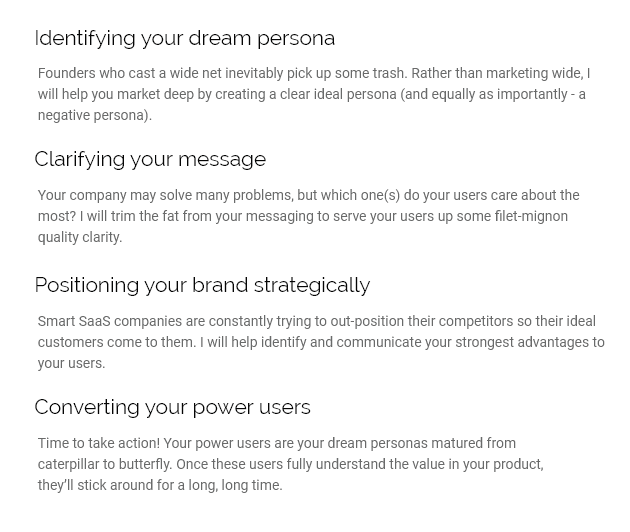 Identifying your dream persona
Founders who cast a wide net inevitably pick up some trash. Rather than marketing wide, I
will help you market deep by creating a clear ideal persona (and equally as importantly - a
negative persona).
Clarifying your message
Your company may solve many problems, but which one(s) do your users care about the
most? I will trim the fat from your messaging to serve your users up some filet-mignon
quality clarity.
Positioning your brand strategically
Smart SaaS companies are constantly trying to out-position their competitors so their ideal
customers come to them. I will help identify and communicate your strongest advantages to
your users.
Converting your power users
Time to take action! Your power users are your dream personas matured from
caterpillar to butterfly. Once these users fully understand the value in your product,
they’ll stick around for a long, long time.